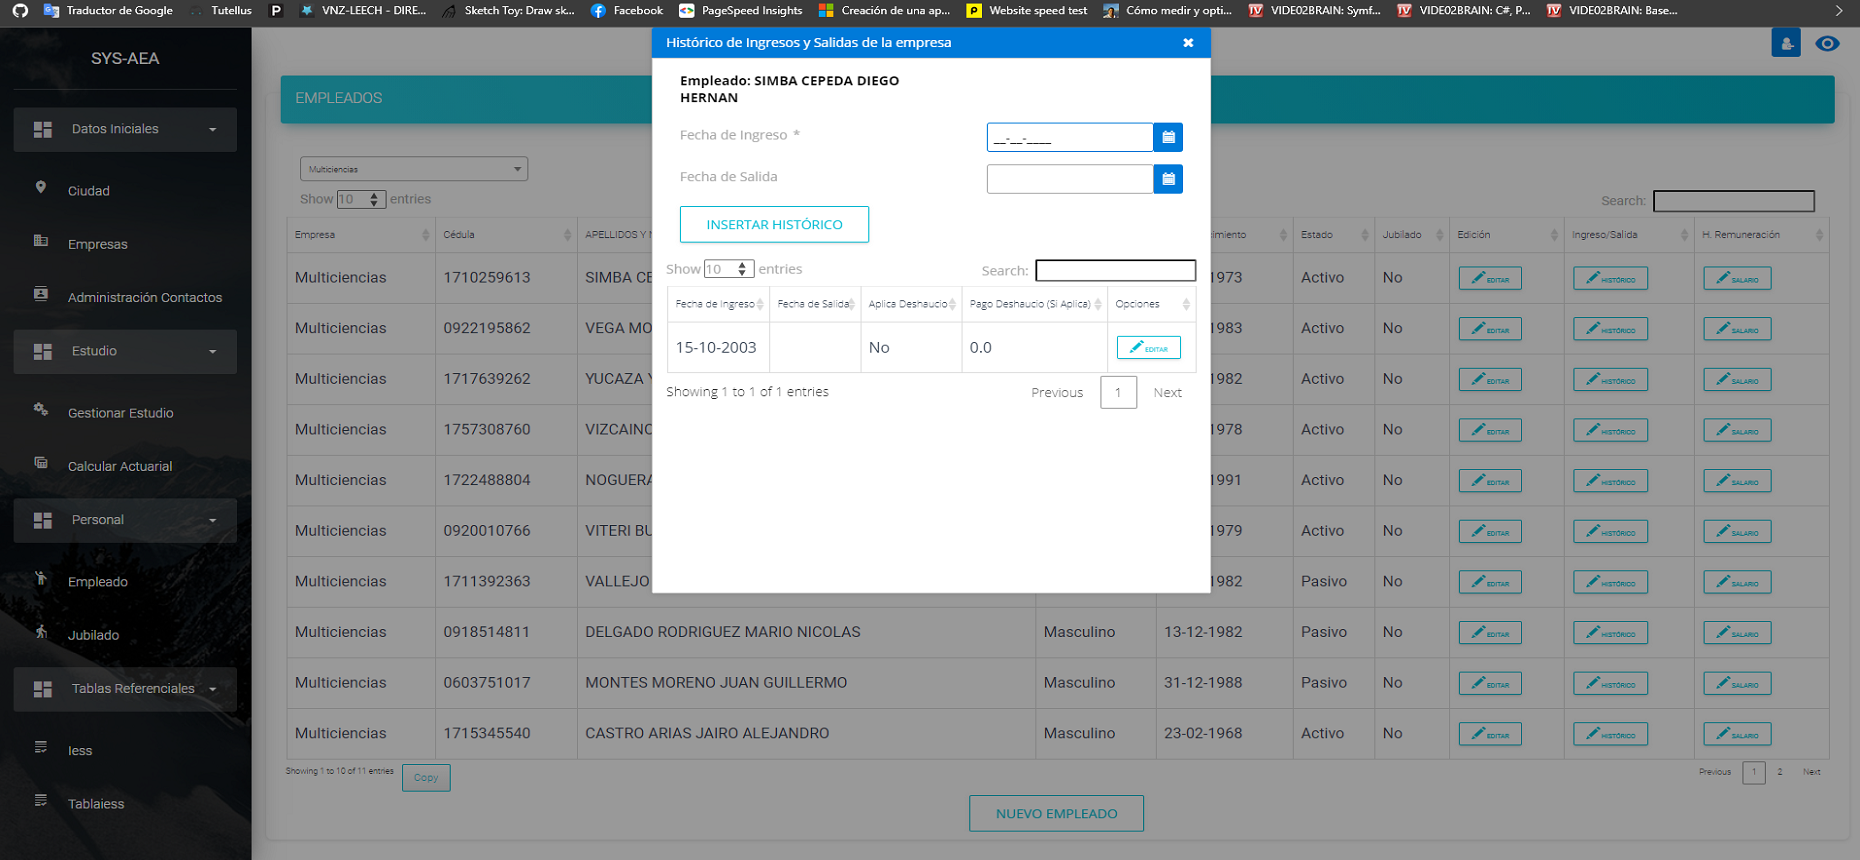 Traductor de Google
Tutellus
VNZ-LEECH - DIRE...
Sketch Toy: Draw sk...
Facebook
PageSpeed Insights
Creación de una ap...
Website speed test
Cómo medir y opti...
VIDEO2BRAIN: Symf...
VIDEO2BRAIN: C#, P...
VIDEO2BRAIN: Base...
SYS-AEA
Datos Iniciales
Ciudad
Empresas
Administración Contactos
Estudio
Gestionar Estudio
Calcular Actuarial
Personal
Empleado
Jubilado
Tablas Referenciales
Iess
Tablaiess
EMPLEADOS
Multiciencias
Show 10 entries
Search:
Histórico de Ingresos y Salidas de la empresa
Empleado: SIMBA CEPEDA DIEGO
HERNAN
Fecha de Ingreso *
__-__-____
Fecha de Salida
INSERTAR HISTÓRICO
Show 10 entries
Search:
Fecha de Ingreso Fecha de Salida Aplica Deshaucio Pago Deshaucio (Si Aplica) Opciones
15-10-2003 No 0.0 EDITAR
Showing 1 to 1 of 1 entries
Previous 1 Next
Empresa Cédula APELLIDOS Y imiento Estado Jubilado Edición Ingreso/Salida H. Remuneración
Multiciencias 1710259613 SIMBA CE 1973 Activo No EDITAR HISTÓRICO SALARIO
Multiciencias 0922195862 VEGA MO 1983 Activo No EDITAR HISTÓRICO SALARIO
Multiciencias 1717639262 YUCAZA Y 1982 Activo No EDITAR HISTÓRICO SALARIO
Multiciencias 1757308760 VIZCAINO 1978 Activo No EDITAR HISTÓRICO SALARIO
Multiciencias 1722488804 NOGUERA 1991 Activo No EDITAR HISTÓRICO SALARIO
Multiciencias 0920010766 VITERI BU 1979 Activo No EDITAR HISTÓRICO SALARIO
Multiciencias 1711392363 VALLEJO 1982 Pasivo No EDITAR HISTÓRICO SALARIO
Multiciencias 0918514811 DELGADO RODRIGUEZ MARIO NICOLAS Masculino 13-12-1982 Pasivo No EDITAR HISTÓRICO SALARIO
Multiciencias 0603751017 MONTES MORENO JUAN GUILLERMO Masculino 31-12-1988 Pasivo No EDITAR HISTÓRICO SALARIO
Multiciencias 1715345540 CASTRO ARIAS JAIRO ALEJANDRO Masculino 23-02-1968 Activo No EDITAR HISTÓRICO SALARIO
Showing 1 to 10 of 11 entries
Copy
Previous 1 2 Next
NUEVO EMPLEADO